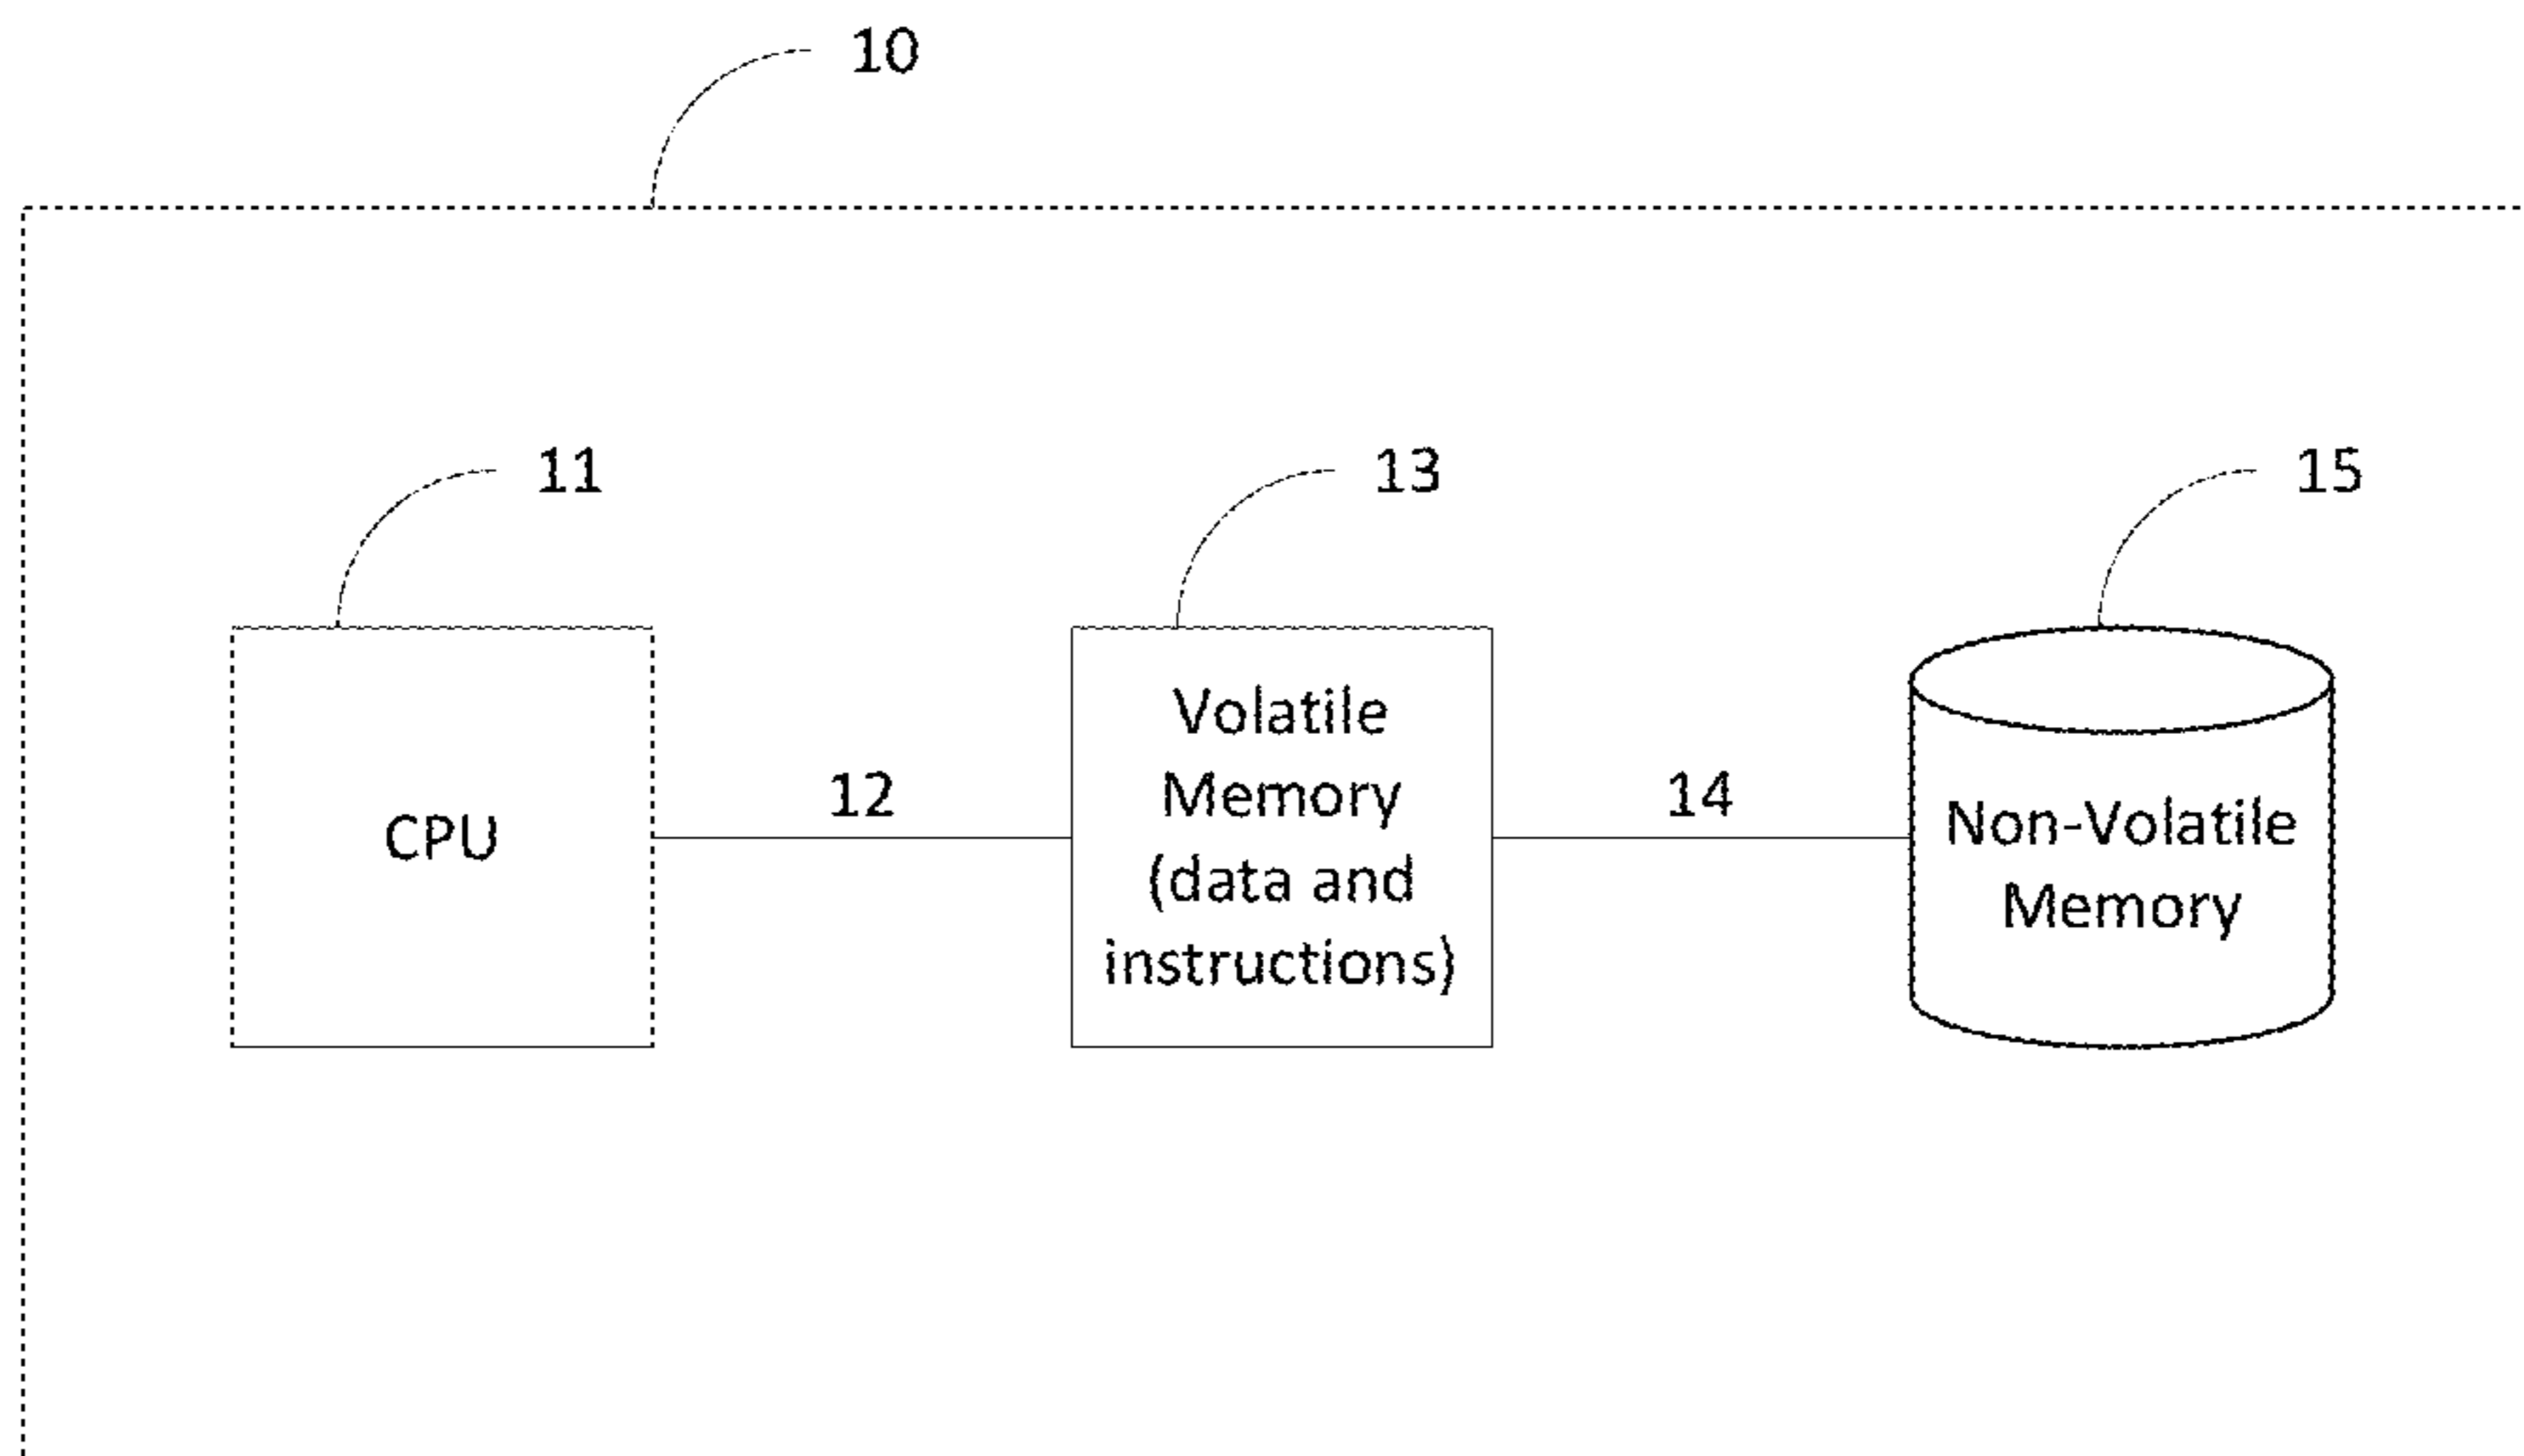 10
11
13
15
CPU
12
Volatile
Memory
(data and
instructions)
14
Non-Volatile
Memory